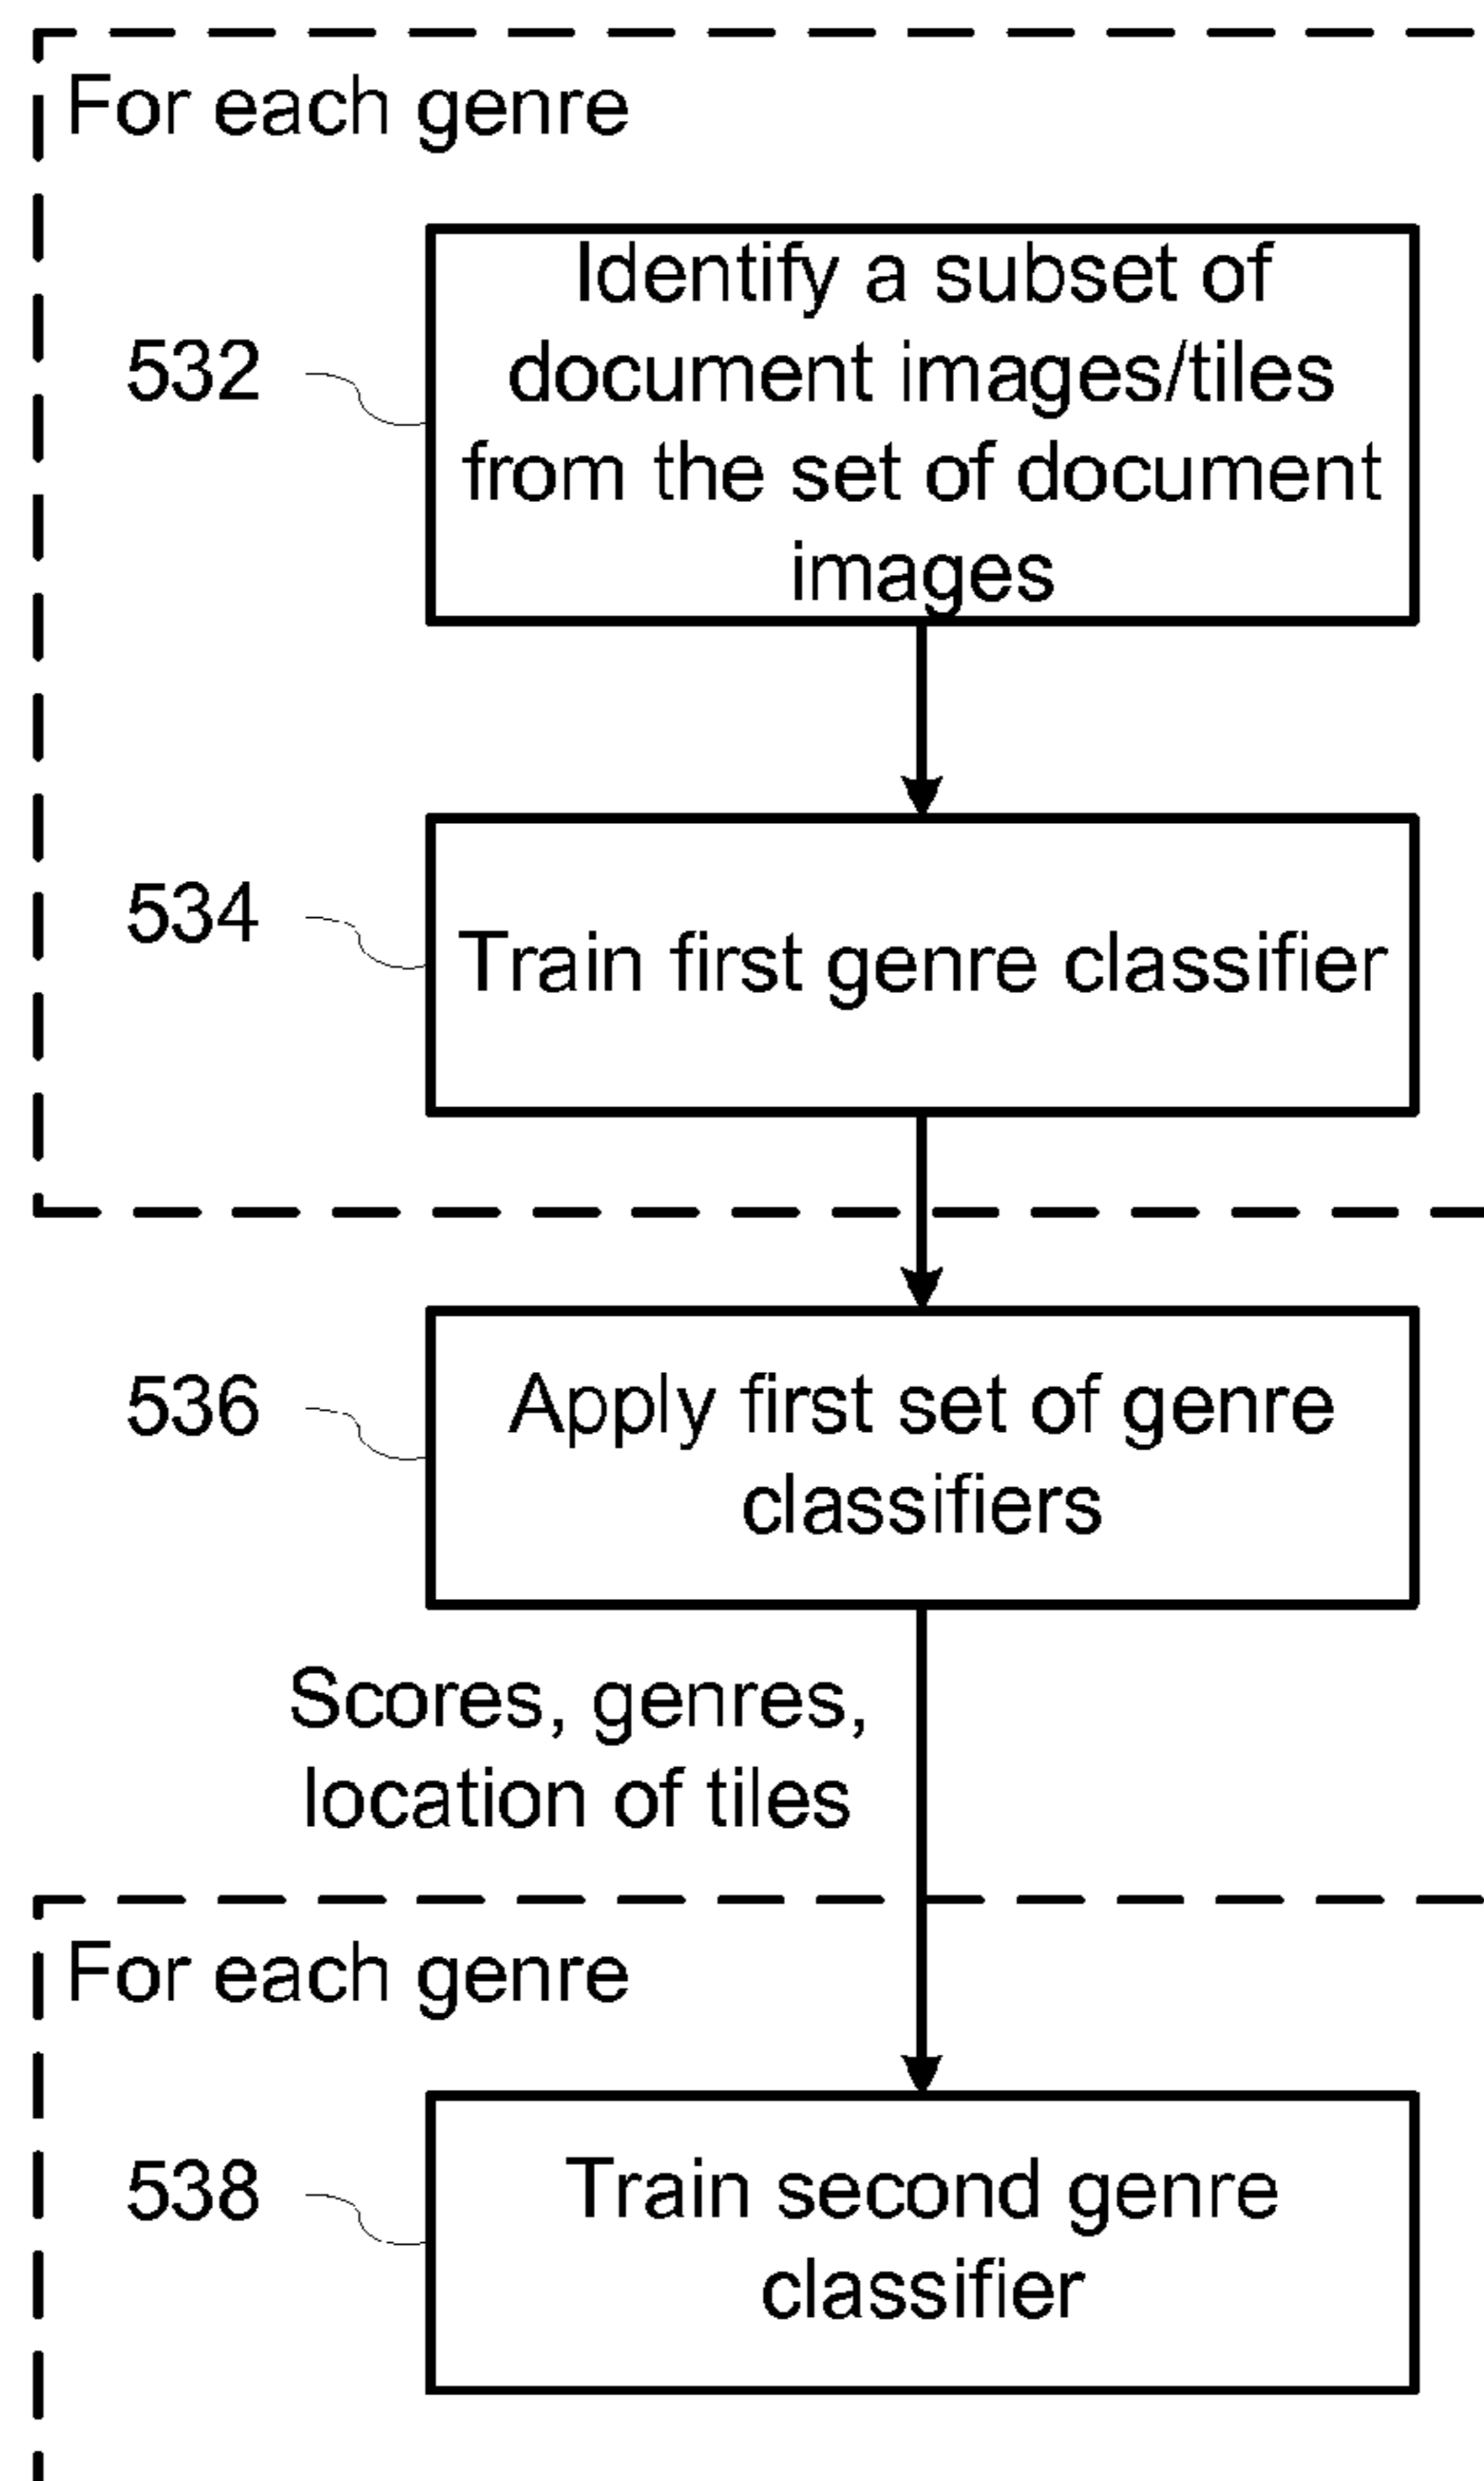 For each genre
Identify a subset of
532
document images/tiles
from the set of document
images
534
Train first genre classifier
536
Apply first set of genre
classifiers
Scores, genres,
location of tiles
For each genre
538
Train second genre
classifier